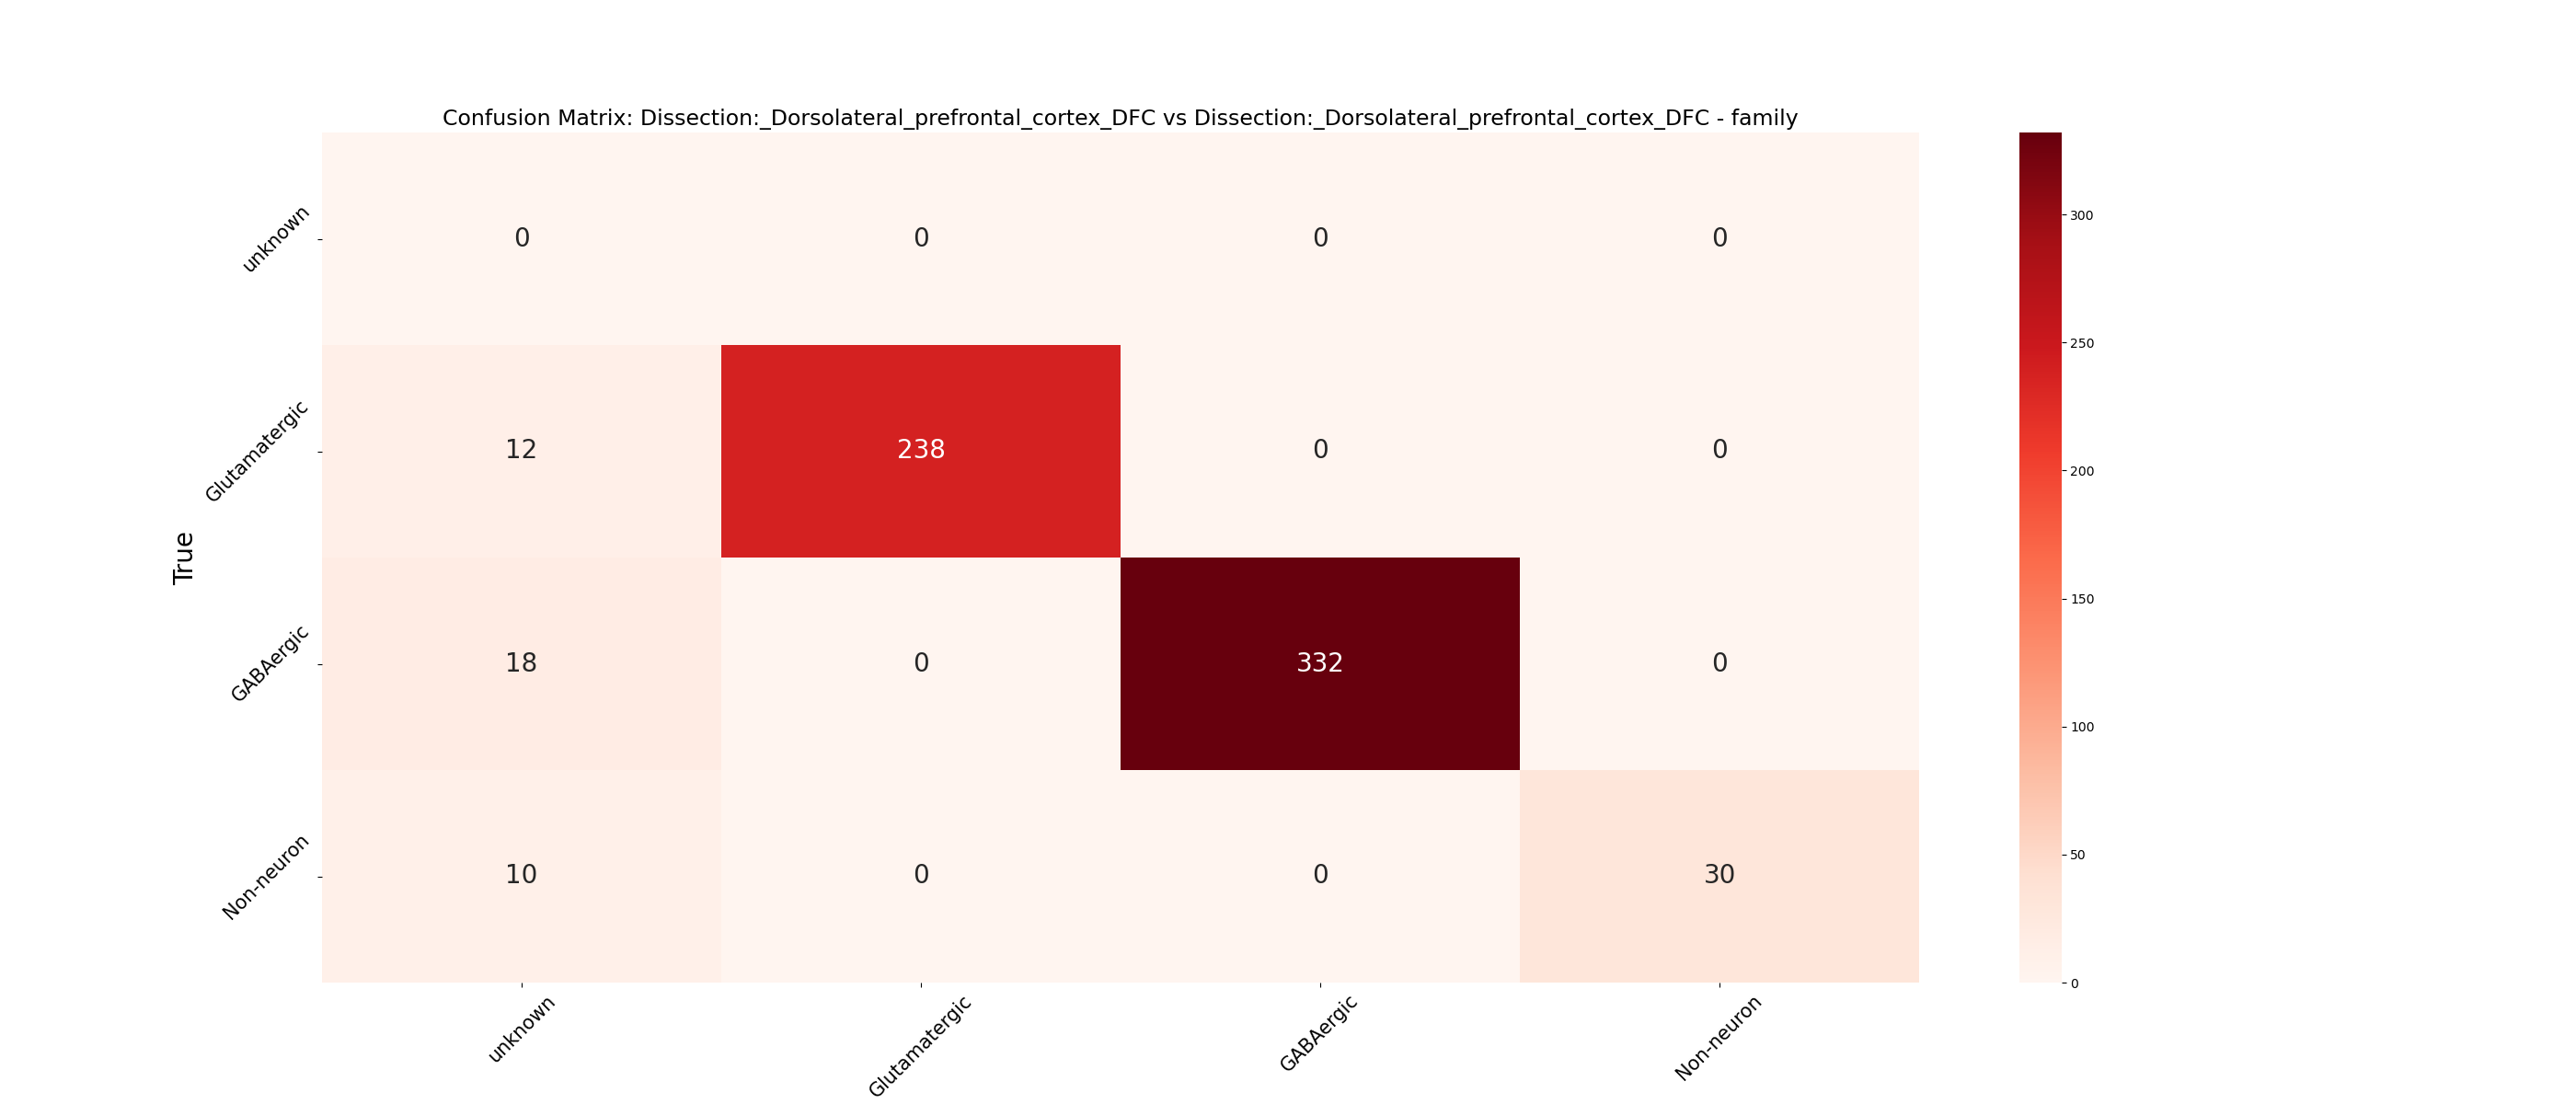 Confusion Matrix: Dissection:_Dorsolateral_prefrontal_cortex_DFC vs Dissection:_Dorsolateral_prefrontal_cortex_DFC - family
True
unknown
0 0 0 0
Glutamatergic
12 238 0 0
GABAergic
18 0 332 0
Non-neuron
10 0 0 30
unknown Glutamatergic GABAergic Non-neuron
300
250
200
150
100
50
0